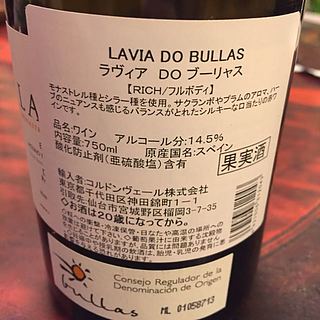 LAVIA DO BULLAS
ラヴィア DO ブーリャス
【RICH/フルボディ】
モナストレル種とシラー種を使用。サクランボやプラムのアロマ、ハーブのニュアンスも感じるバランスがとれたシルキーな口当たりの赤ワインです。
品名:ワイン アルコール分:14.5%
内容量:750ml 原産国名:スペイン
酸化防止剤(亜硫酸塩)含有
果実酒
輸入者:コルドンヴェール株式会社
東京都千代田区神田錦町1-1
引取先:仙台市宮城野区福岡3-7-35
◇お酒は20歳になってから。
Consejo Regulador de la
Denominación de Origen
bullas
ML 01058713
LA